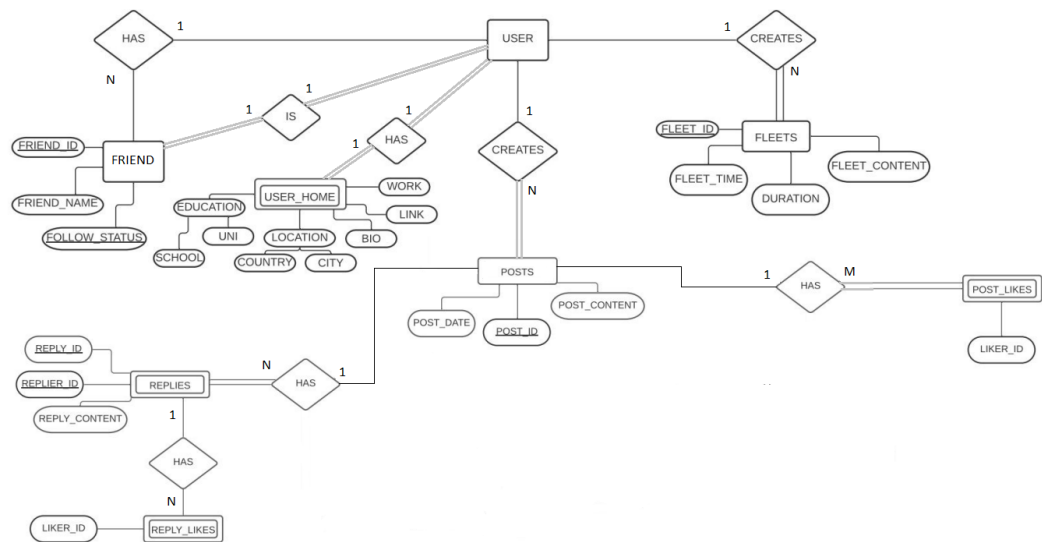 HAS
1
USER
1
CREATES
N
N
1
1
IS
1
1
HAS
1
1
CREATES
N
FRIEND_ID
FRIEND
FRIEND_NAME
FOLLOW_STATUS
FLEET_ID
FLEETS
FLEET_TIME
DURATION
FLEET_CONTENT
EDUCATION
USER_HOME
WORK
LINK
UNI
LOCATION
BIO
SCHOOL
COUNTRY
CITY
POSTS
POST_DATE
POST_ID
POST_CONTENT
1
HAS
M
POST_LIKES
LIKER_ID
REPLY_ID
REPLIER_ID
REPLIES
N
HAS
1
REPLY_CONTENT
1
HAS
N
LIKER_ID
REPLY_LIKES